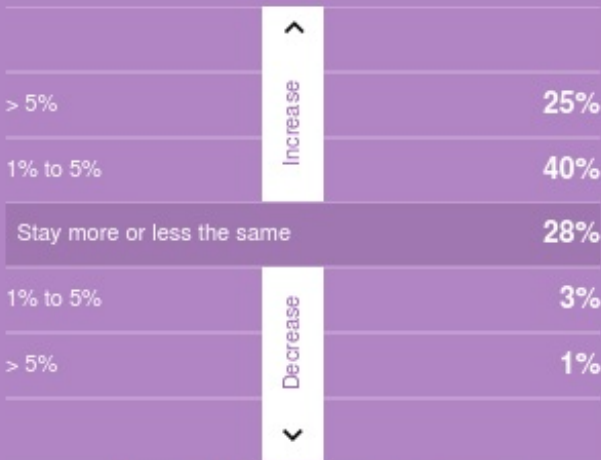 > 5%
25%
Increase
1% to 5%
40%
Stay more or less the same
28%
1% to 5%
3%
Decrease
> 5%
1%